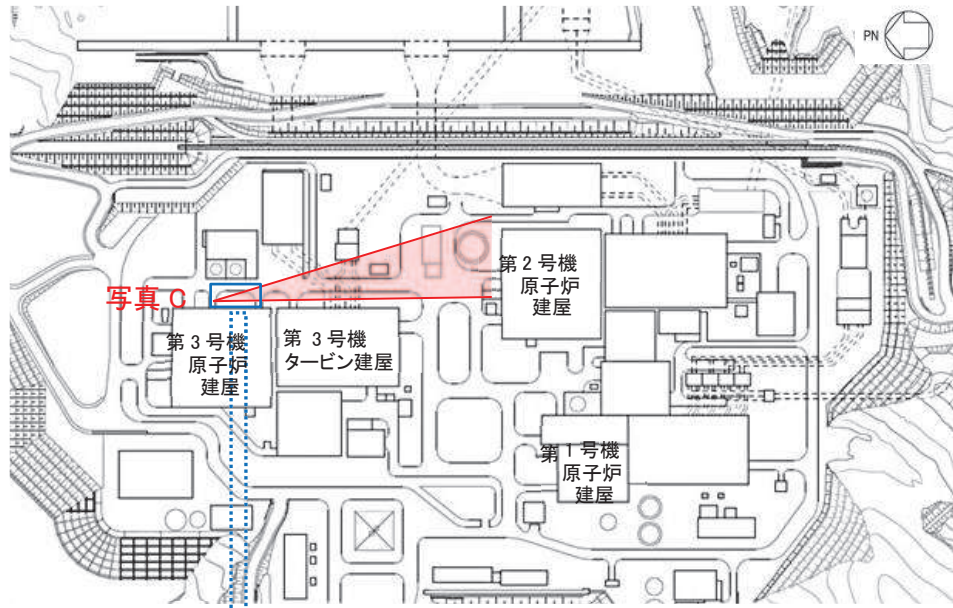 PN
第2号機
原子炉
建屋
写真 C
第3号機
原子炉
建屋
第 3号機
タービン建屋
第1号機
原子炉
建屋